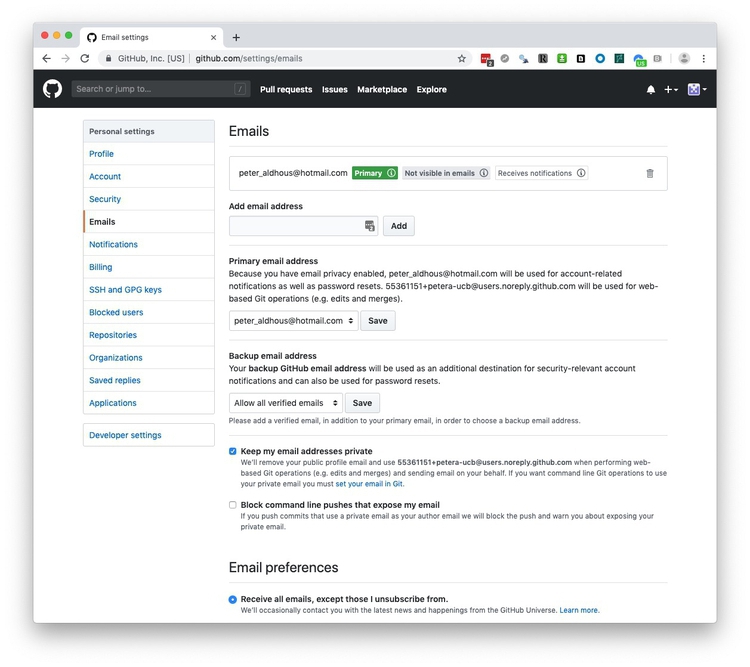 Email settings
GitHub, Inc. [US] | github.com/settings/emails
Search or jump to... /
Pull requests Issues Marketplace Explore
Personal settings
Profile
Account
Security
Emails
Notifications
Billing
SSH and GPG keys
Blocked users
Repositories
Organizations
Saved replies
Applications
Developer settings
Emails
peter_aldhous@hotmail.com Primary Not visible in emails Receives notifications
Add email address
Add
Primary email address
Because you have email privacy enabled, peter_aldhous@hotmail.com will be used for account-related
notifications as well as password resets. 55361151+petera-ucb@users.noreply.github.com will be used for web-
based Git operations (e.g. edits and merges).
peter_aldhous@hotmail.com Save
Backup email address
Your backup GitHub email address will be used as an additional destination for security-relevant account
notifications and can also be used for password resets.
Allow all verified emails Save
Please add a verified email, in addition to your primary email, in order to choose a backup email address.
Keep my email addresses private
We'll remove your public profile email and use 55361151+petera-ucb@users.noreply.github.com when performing web-
based Git operations (e.g. edits and merges) and sending email on your behalf. If you want command line Git operations to use
your private email you must set your email in Git.
Block command line pushes that expose my email
If you push commits that use a private email as your author email we will block the push and warn you about exposing your
private email.
Email preferences
Receive all emails, except those I unsubscribe from.
We'll occasionally contact you with the latest news and happenings from the GitHub Universe. Learn more.